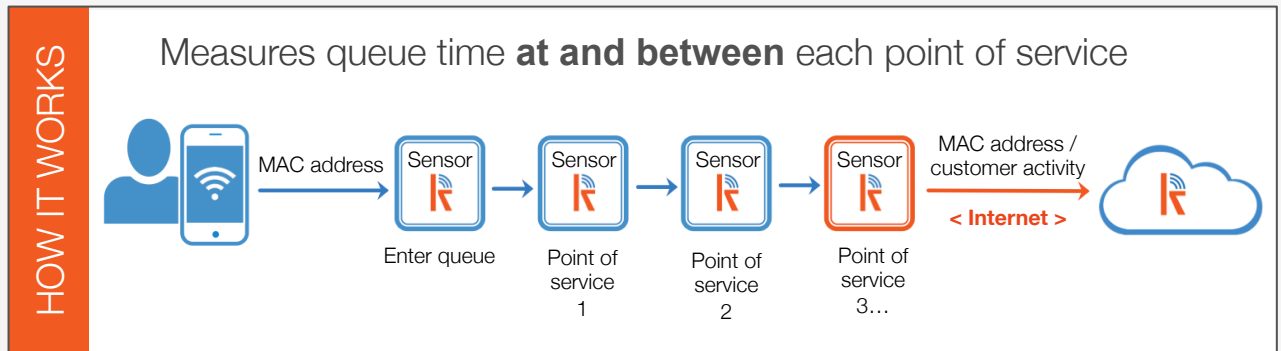 HOW IT WORKS
Measures queue time at and between each point of service
MAC address
Sensor
Sensor
Sensor
Sensor
MAC address /
customer activity
< Internet >
Enter queue
Point of
service
1
Point of
service
2
Point of
service
3...